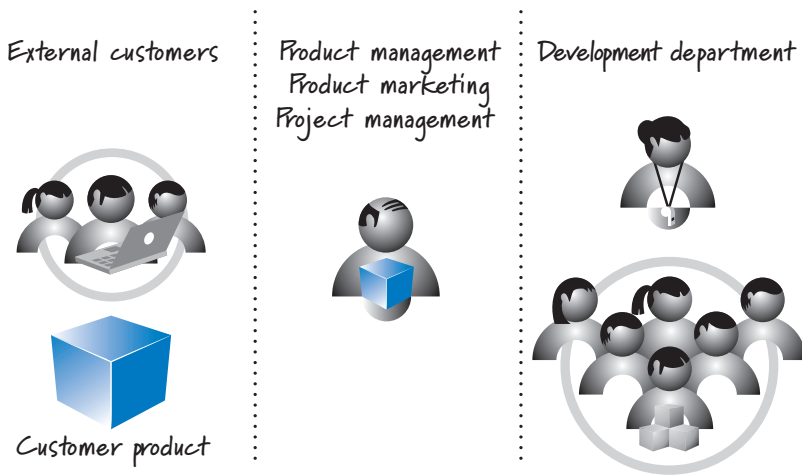 External customers
Product management
Product marketing
Project management
Development department
Customer product